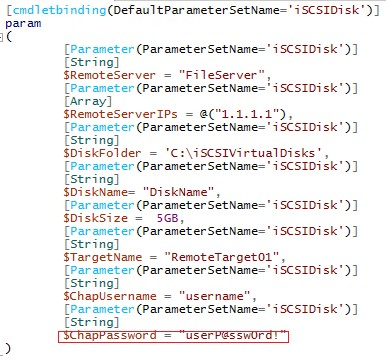 [cmdletbinding(DefaultParameterSetName='iSCSIDisk')]
param
(
[Parameter(ParameterSetName='iSCSIDisk')]
[String]
$RemoteServer = "FileServer",
[Parameter(ParameterSetName='iSCSIDisk')]
[Array]
$RemoteServerIPs = @("1.1.1.1"),
[Parameter(ParameterSetName='iSCSIDisk')]
[String]
$DiskFolder = 'C:\iSCSIVirtualDisks',
[Parameter(ParameterSetName='iSCSIDisk')]
[String]
$DiskName= "DiskName",
[Parameter(ParameterSetName='iSCSIDisk')]
$DiskSize =  5GB,
[Parameter(ParameterSetName='iSCSIDisk')]
[String]
$TargetName = "RemoteTarget01",
[Parameter(ParameterSetName='iSCSIDisk')]
[String]
$ChapUsername = "username",
[Parameter(ParameterSetName='iSCSIDisk')]
[String]
$ChapPassword = "userP@ssw0rd!"
)